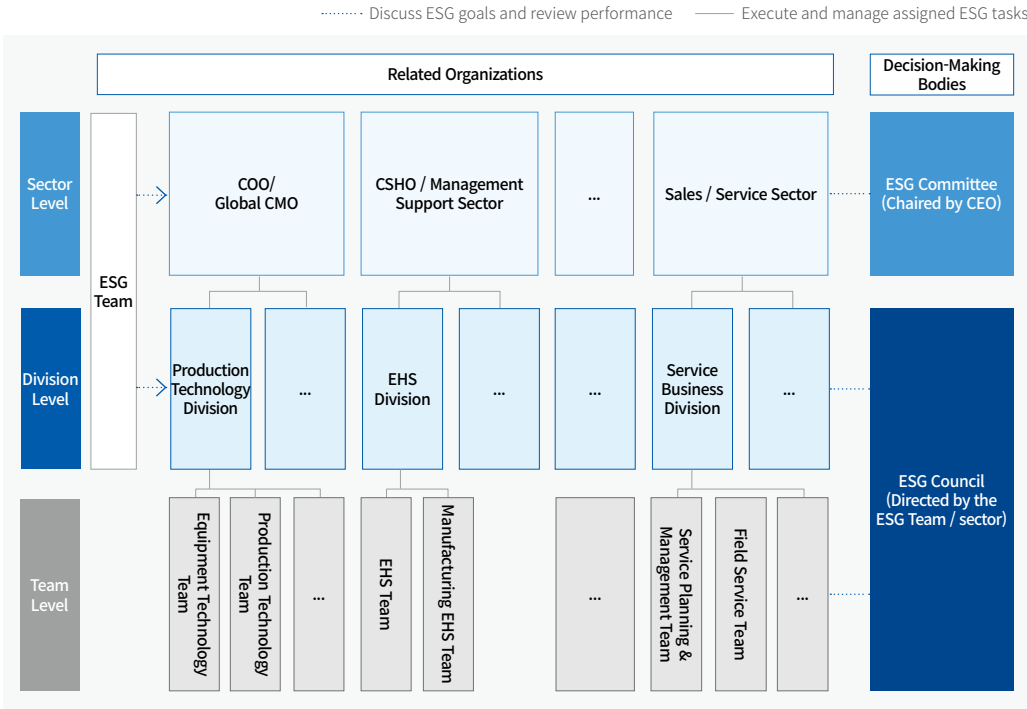 Discuss ESG goals and review performance
Execute and manage assigned ESG tasks
Related Organizations
Decision-Making
Bodies
Sector
Level
ESG
Team
COO/
Global CMO
CSHO / Management
Support Sector
...
Sales / Service Sector
ESG Committee
(Chaired by CEO)
Division
Level
Production
Technology
Division
...
EHS
Division
...
...
Service
Business
Division
...
ESG Council
(Directed by the
ESG Team / sector)
Team
Level
Equipment Technology
Team
Production Technology
Team
...
EHS Team
Manufacturing EHS Team
...
Service Planning &
Management Team
Field Service Team
...